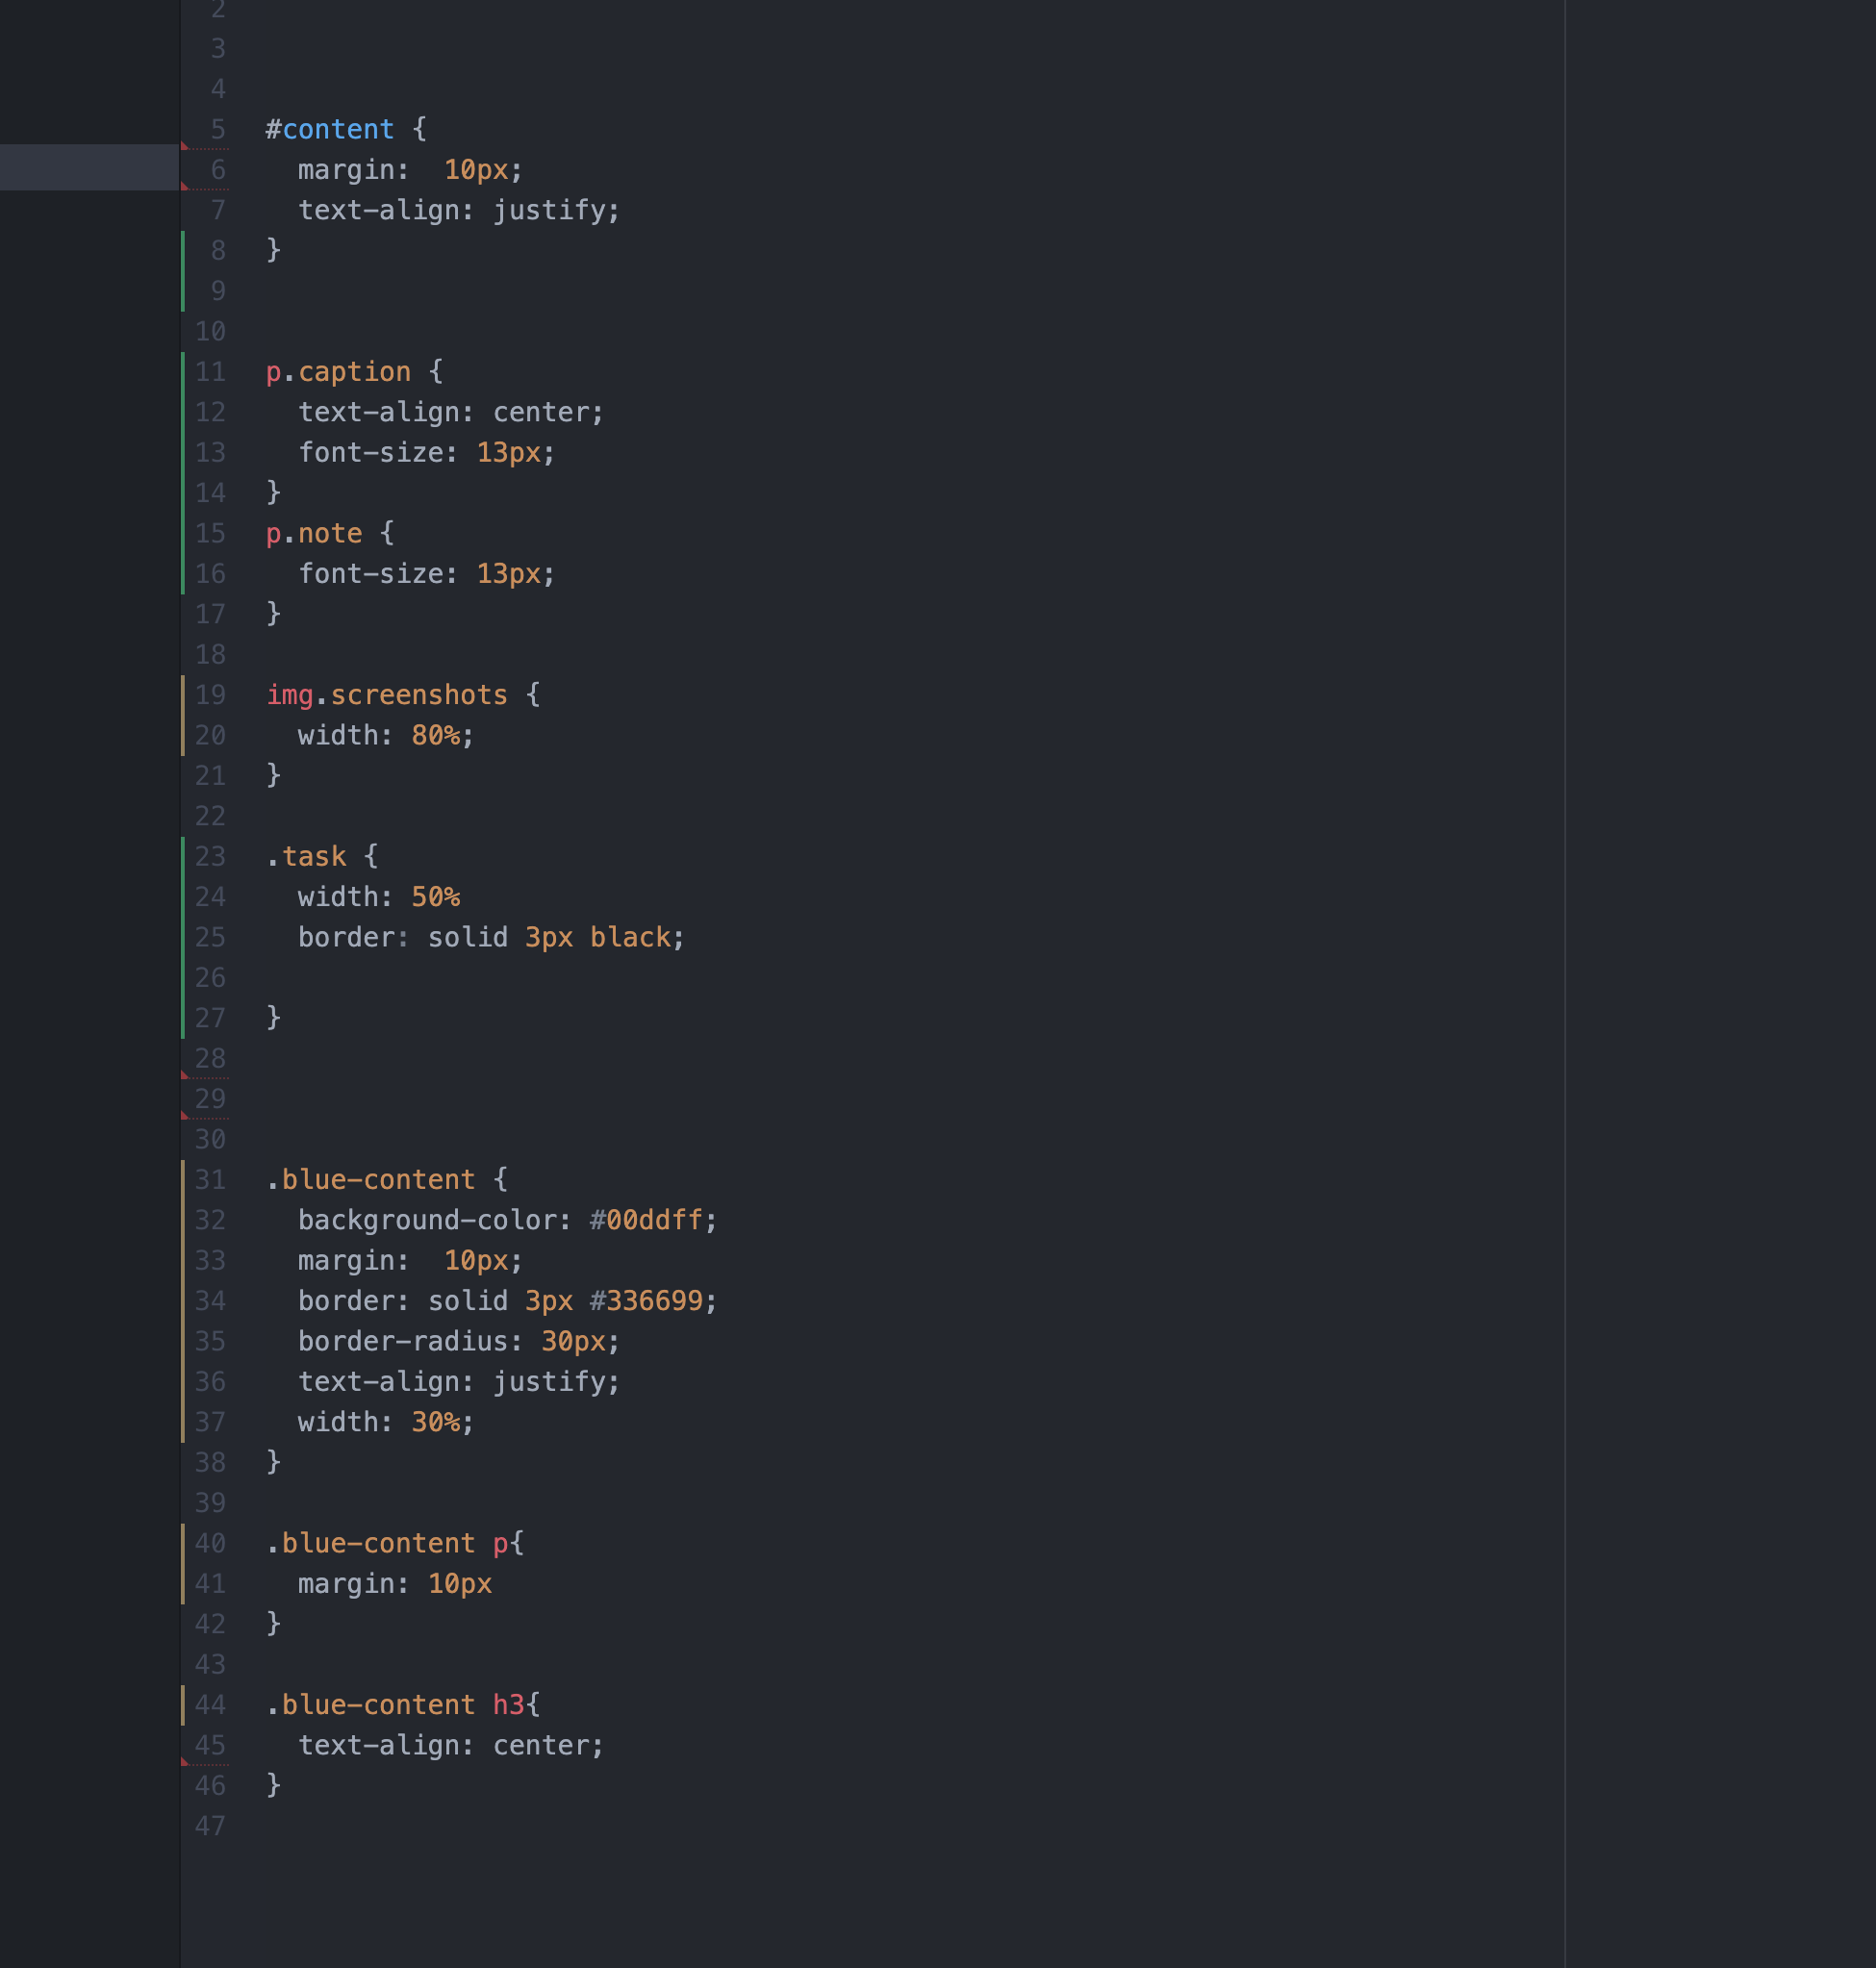 2
3
4
5 #content {
6   margin:  10px;
7   text-align: justify;
8 }
9
10
11 p.caption {
12   text-align: center;
13   font-size: 13px;
14 }
15 p.note {
16   font-size: 13px;
17 }
18
19 img.screenshots {
20   width: 80%;
21 }
22
23 .task {
24   width: 50%
25   border: solid 3px black;
26
27 }
28
29
30
31 .blue-content {
32   background-color: #00ddff;
33   margin:  10px;
34   border: solid 3px #336699;
35   border-radius: 30px;
36   text-align: justify;
37   width: 30%;
38 }
39
40 .blue-content p{
41   margin: 10px
42 }
43
44 .blue-content h3{
45   text-align: center;
46 }
47